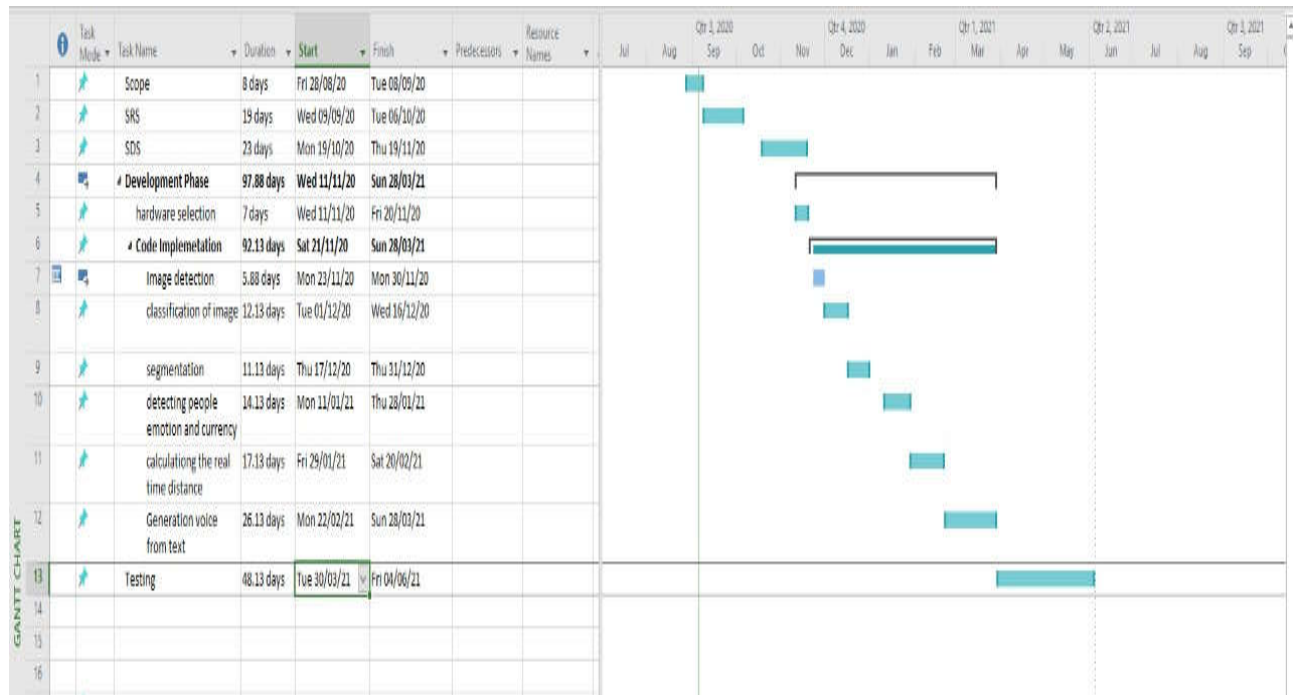 Qtr 3, 2020 Qtr 4, 2020 Qtr 1, 2021 Qtr 2, 2021 Qtr 3, 2021
Task Mode Task Name Duration Start Finish Predecessors Resource Names Jul Aug Sep Oct Nov Dec Jan Feb Mar Apr May Jun Jul Aug Sep
1 Scope 8 days Fri 28/08/20 Tue 08/09/20
2 SRS 19 days Wed 09/09/20 Tue 06/10/20
3 SDS 23 days Mon 19/10/20 Thu 19/11/20
4 Development Phase 97.88 days Wed 11/11/20 Sun 28/03/21
5 hardware selection 7 days Wed 11/11/20 Fri 20/11/20
6 Code Implemetation 92.13 days Sat 21/11/20 Sun 28/03/21
7 Image detection 5.88 days Mon 23/11/20 Mon 30/11/20
8 classification of image 12.13 days Tue 01/12/20 Wed 16/12/20
9 segmentation 11.13 days Thu 17/12/20 Thu 31/12/20
10 detecting people 14.13 days Mon 11/01/21 Thu 28/01/21
emotion and currency
11 calculationg the real 17.13 days Fri 29/01/21 Sat 20/02/21
time distance
12 Generation voice 26.13 days Mon 22/02/21 Sun 28/03/21
from text
13 Testing 48.13 days Tue 30/03/21 Fri 04/06/21
14
15
16
GANTT CHART